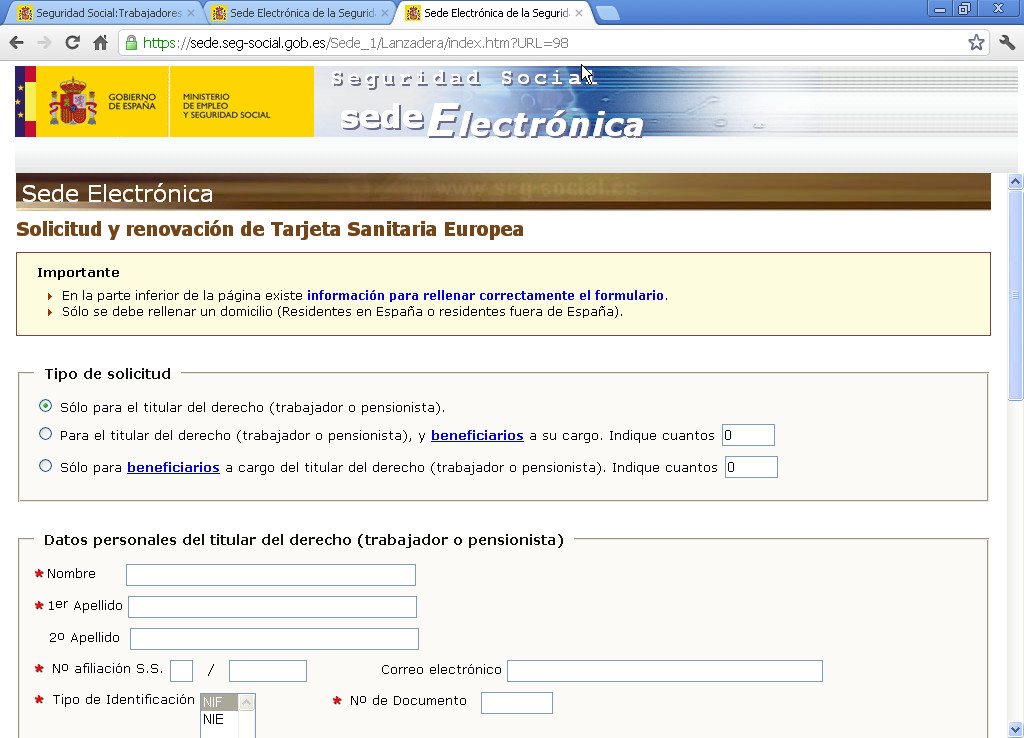 Seguridad Social:Trabajadores
Sede Electrónica de la Segurid
Sede Electrónica de la Segurid
https://sede.seg-social.gob.es/Sede_1/Lanzadera/index.htm?URL=98
GOBIERNO
DE ESPAÑA
MINISTERIO
DE EMPLEO
Y SEGURIDAD SOCIAL
Seguridad Social
sedeElectrónica
www.seg-social.es
Sede Electrónica
Solicitud y renovación de Tarjeta Sanitaria Europea
Importante
En la parte inferior de la página existe información para rellenar correctamente el formulario.
Sólo se debe rellenar un domicilio (Residentes en España o residentes fuera de España).
Tipo de solicitud
Sólo para el titular del derecho (trabajador o pensionista).
Para el titular del derecho (trabajador o pensionista), y beneficiarios a su cargo. Indique cuantos 0
Sólo para beneficiarios a cargo del titular del derecho (trabajador o pensionista). Indique cuantos 0
Datos personales del titular del derecho (trabajador o pensionista)
* Nombre
* 1er Apellido
2º Apellido
* Nº afiliación S.S. / Correo electrónico
* Tipo de Identificación NIF * Nº de Documento
NIE